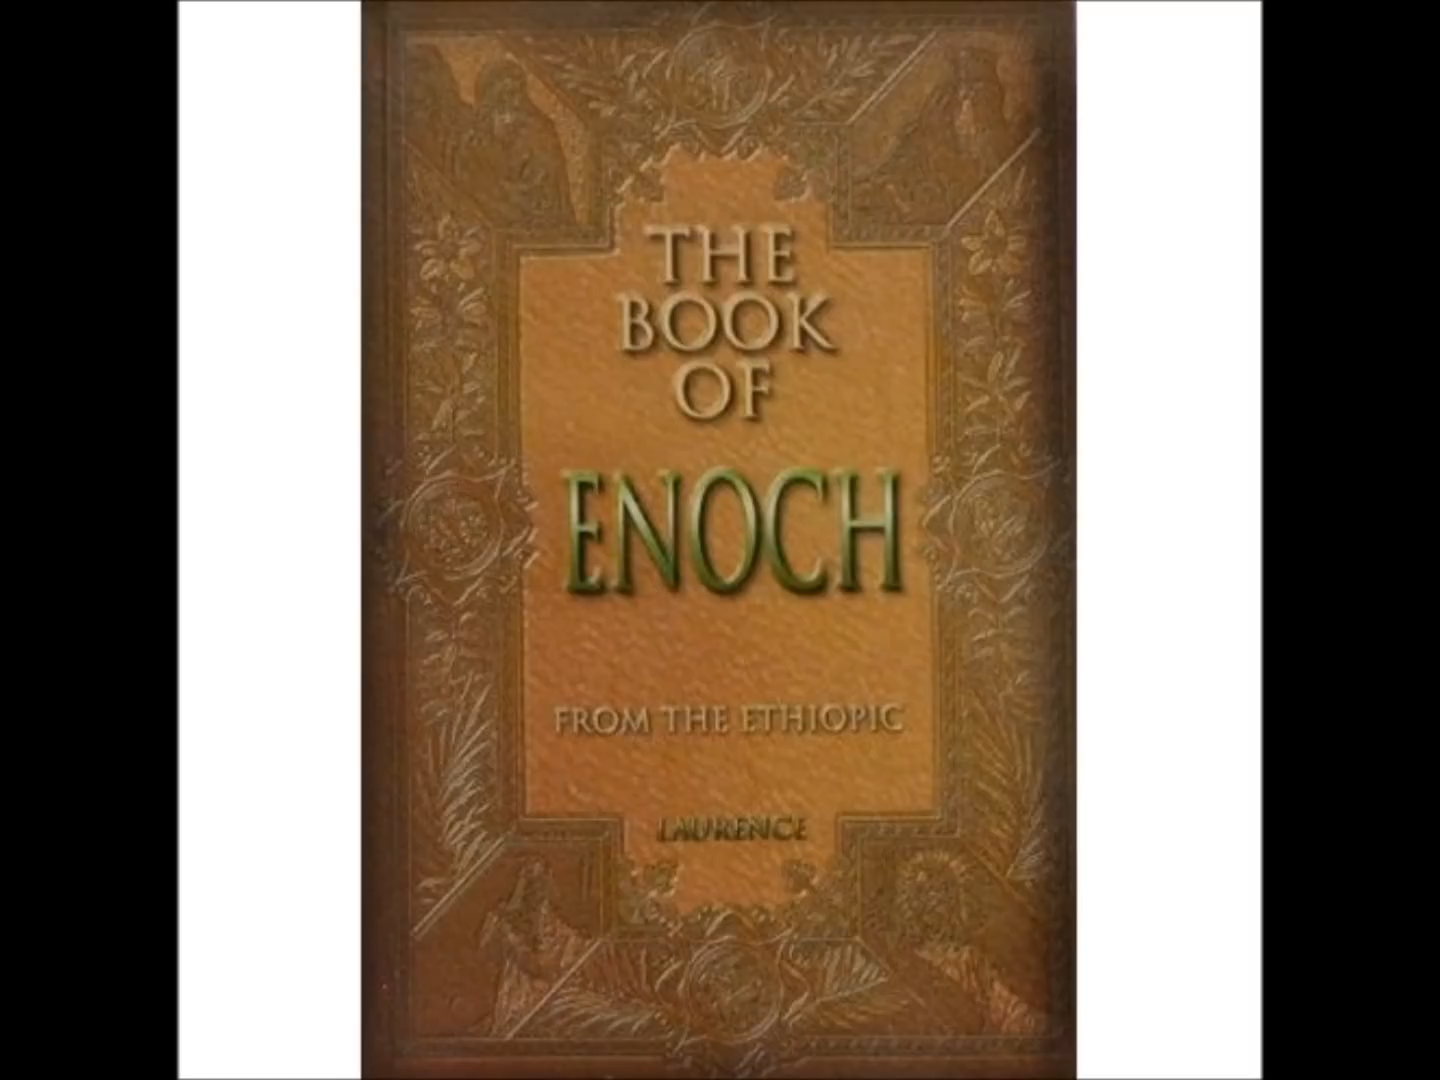 THE
BOOK
OF
ENOCH
FROM THE ETHIOPIC
LAURENCE